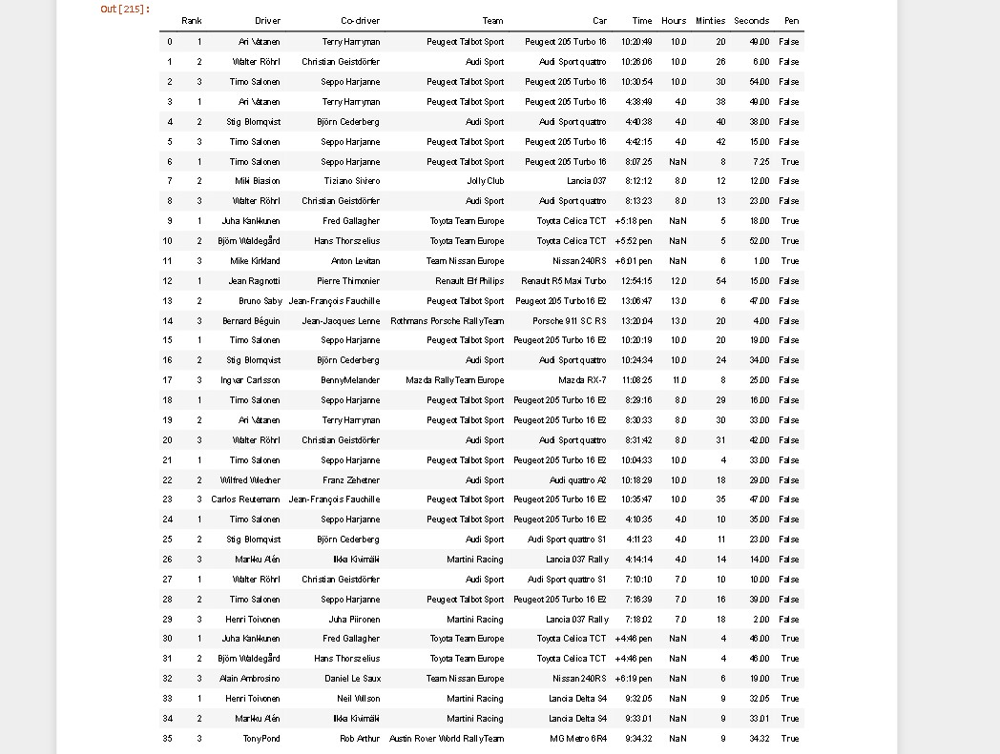 Out[215]:
Rank Driver Co-driver Team Car Time Hours Minties Seconds Pen
0 1 Ari Vatanen Terry Harryman Peugeot Talbot Sport Peugeot 205 Turbo 16 10:20:49 10.0 20 49.00 False
1 2 Walter Röhrl Christian Geistdörfer Audi Sport Audi Sport quattro 10:26:06 10.0 26 6.00 False
2 3 Timo Salonen Seppo Harjanne Peugeot Talbot Sport Peugeot 205 Turbo 16 10:30:54 10.0 30 54.00 False
3 1 Ari Vatanen Terry Harryman Peugeot Talbot Sport Peugeot 205 Turbo 16 4:38:49 4.0 38 49.00 False
4 2 Stig Blomqvist Björn Cederberg Audi Sport Audi Sport quattro 4:40:38 4.0 40 38.00 False
5 3 Timo Salonen Seppo Harjanne Peugeot Talbot Sport Peugeot 205 Turbo 16 4:42:15 4.0 42 15.00 False
6 1 Timo Salonen Seppo Harjanne Peugeot Talbot Sport Peugeot 205 Turbo 16 8:07.25 NaN 8 7.25 True
7 2 Miki Biasion Tiziano Siviero Jolly Club Lancia 037 8:12:12 8.0 12 12.00 False
8 3 Walter Röhrl Christian Geistdörfer Audi Sport Audi Sport quattro 8:13:23 8.0 13 23.00 False
9 1 Juha Kankkunen Fred Gallagher Toyota Team Europe Toyota Celica TCT +5:18 pen NaN 5 18.00 True
10 2 Björn Waldegård Hans Thorszelius Toyota Team Europe Toyota Celica TCT +5:52 pen NaN 5 52.00 True
11 3 Mike Kirkland Anton Levitan Team Nissan Europe Nissan 240RS +6:01 pen NaN 6 1.00 True
12 1 Jean Ragnotti Pierre Thimonier Renault Elf Philips Renault R5 Maxi Turbo 12:54:15 12.0 54 15.00 False
13 2 Bruno Saby Jean-François Fauchille Peugeot Talbot Sport Peugeot 205 Turbo16 E2 13:06:47 13.0 6 47.00 False
14 3 Bernard Béguin Jean-Jacques Lenne Rothmans Porsche Rally Team Porsche 911 SC RS 13:20:04 13.0 20 4.00 False
15 1 Timo Salonen Seppo Harjanne Peugeot Talbot Sport Peugeot 205 Turbo 16 E2 10:20:19 10.0 20 19.00 False
16 2 Stig Blomqvist Björn Cederberg Audi Sport Audi Sport quattro 10:24:34 10.0 24 34.00 False
17 3 Ingvar Carlsson Benny Melander Mazda Rally Team Europe Mazda RX-7 11:08:25 11.0 8 25.00 False
18 1 Timo Salonen Seppo Harjanne Peugeot Talbot Sport Peugeot 205 Turbo 16 E2 8:29:16 8.0 29 16.00 False
19 2 Ari Vatanen Terry Harryman Peugeot Talbot Sport Peugeot 205 Turbo 16 E2 8:30:33 8.0 30 33.00 False
20 3 Walter Röhrl Christian Geistdörfer Audi Sport Audi Sport quattro 8:31:42 8.0 31 42.00 False
21 1 Timo Salonen Seppo Harjanne Peugeot Talbot Sport Peugeot 205 Turbo 16 E2 10:04:33 10.0 4 33.00 False
22 2 Wilfred Wiedner Franz Zehetner Audi Sport Audi quattro A2 10:18:29 10.0 18 29.00 False
23 3 Carlos Reutemann Jean-François Fauchille Peugeot Talbot Sport Peugeot 205 Turbo 16 E2 10:35:47 10.0 35 47.00 False
24 1 Timo Salonen Seppo Harjanne Peugeot Talbot Sport Peugeot 205 Turbo 16 E2 4:10:35 4.0 10 35.00 False
25 2 Stig Blomqvist Björn Cederberg Audi Sport Audi Sport quattro S1 4:11:23 4.0 11 23.00 False
26 3 Markku Alén Ilkka Kivimäki Martini Racing Lancia 037 Rally 4:14:14 4.0 14 14.00 False
27 1 Walter Röhrl Christian Geistdörfer Audi Sport Audi Sport quattro S1 7:10:10 7.0 10 10.00 False
28 2 Timo Salonen Seppo Harjanne Peugeot Talbot Sport Peugeot 205 Turbo 16 E2 7:16:39 7.0 16 39.00 False
29 3 Henri Toivonen Juha Piironen Martini Racing Lancia 037 Rally 7:18:02 7.0 18 2.00 False
30 1 Juha Kankkunen Fred Gallagher Toyota Team Europe Toyota Celica TCT +4:46 pen NaN 4 46.00 True
31 2 Björn Waldegård Hans Thorszelius Toyota Team Europe Toyota Celica TCT +4:46 pen NaN 4 46.00 True
32 3 Alain Ambrosino Daniel Le Saux Team Nissan Europe Nissan 240RS +6:19 pen NaN 6 19.00 True
33 1 Henri Toivonen Neil Wilson Martini Racing Lancia Delta S4 9:32.05 NaN 9 32.05 True
34 2 Markku Alén Ilkka Kivimäki Martini Racing Lancia Delta S4 9:33.01 NaN 9 33.01 True
35 3 Tony Pond Rob Arthur Austin Rover World Rally Team MG Metro 6R4 9:34.32 NaN 9 34.32 True